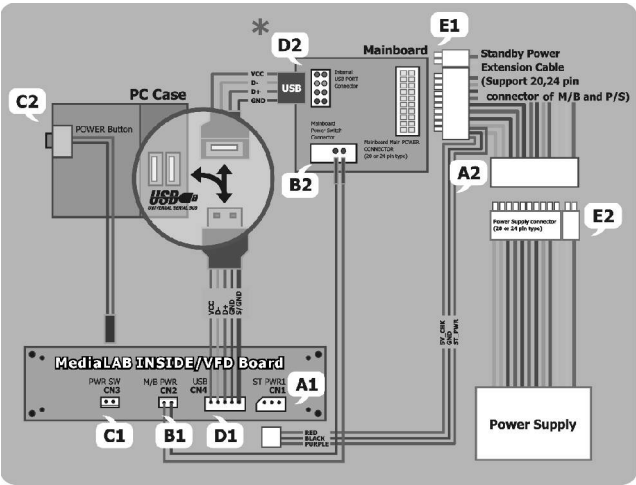 *
E1
D2
Mainboard
Standby Power
Extension Cable
(Support 20,24 pin
connector of M/B and P/S)
VCC
D-
D+
GND
USB
Internal
USB PORT
Connector
C2
PC Case
POWER Button
Mainboard
Power Switch
Connector
Mainboard Main POWER
CONNECTOR
(20 or 24 pin type)
B2
A2
USB
UNIVERSAL SERIAL BUS
E2
Power Supply connector
(20 or 24 pin type)
VCC
D-
D+
GND
S/GND
5V_CHK
GND
ST_PWR
MediaLAB INSIDE/VFD Board
PWR SW
CN3
M/B PWR
CN2
USB
CN4
ST PWR1
CN1
A1
C1
B1
D1
RED
BLACK
PURPLE
Power Supply